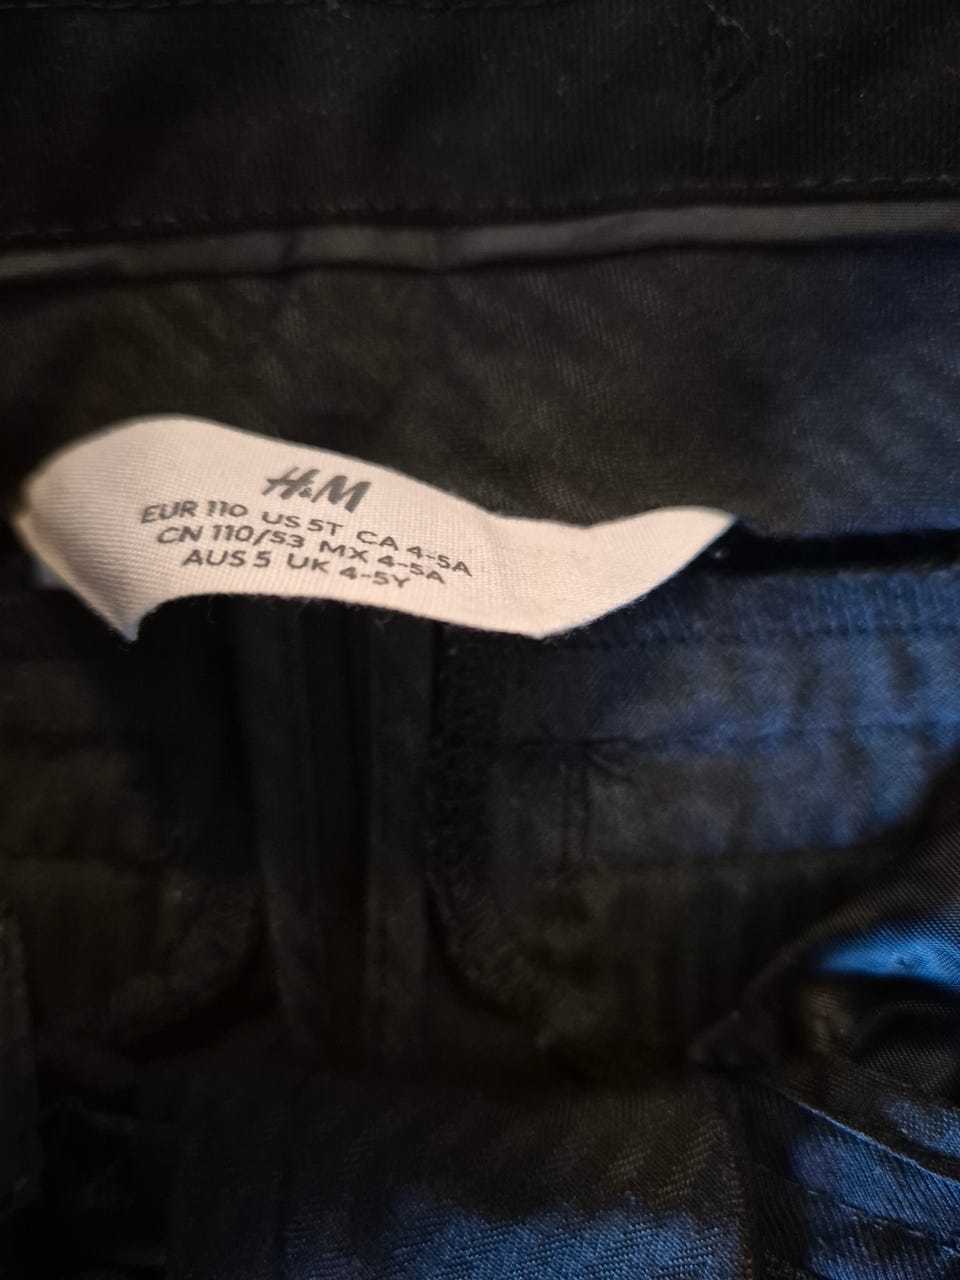 H&M
EUR 110 US 5T CA 4-5A
CN 110/53 MX 4-5A
AUS 5 UK 4-5Y